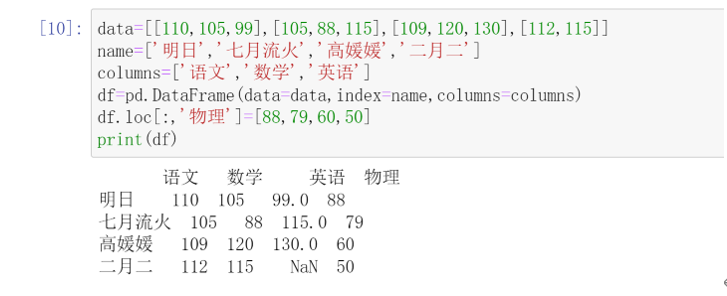 [10]: data=[[110,105,99],[105,88,115],[109,120,130],[112,115]]
name=['明日','七月流火','高媛媛','二月二']
columns=['语文','数学','英语']
df=pd.DataFrame(data=data,index=name,columns=columns)
df.loc[:,'物理']=[88,79,60,50]
print(df)
语文 数学 英语 物理
明日 110 105 99.0 88
七月流火 105 88 115.0 79
高媛媛 109 120 130.0 60
二月二 112 115 NaN 50